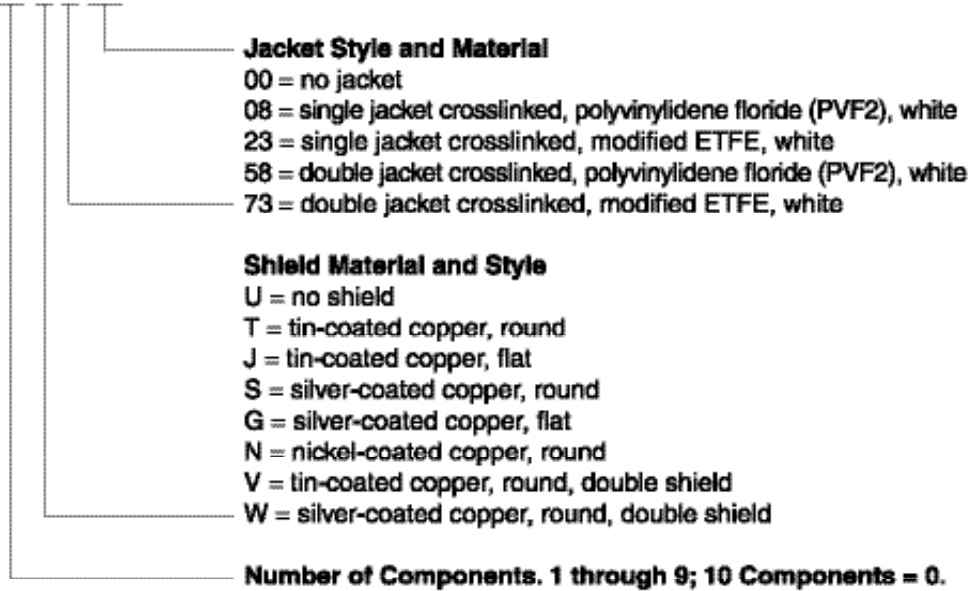 Jacket Style and Material
00 = no jacket
08 = single jacket crosslinked, polyvinylidene floride (PVF2), white
23 = single jacket crosslinked, modified ETFE, white
58 = double jacket crosslinked, polyvinylidene floride (PVF2), white
73 = double jacket crosslinked, modified ETFE, white
Shield Material and Style
U = no shield
T = tin-coated copper, round
J = tin-coated copper, flat
S = silver-coated copper, round
G = silver-coated copper, flat
N = nickel-coated copper, round
V = tin-coated copper, round, double shield
W = silver-coated copper, round, double shield
Number of Components. 1 through 9; 10 Components = 0.